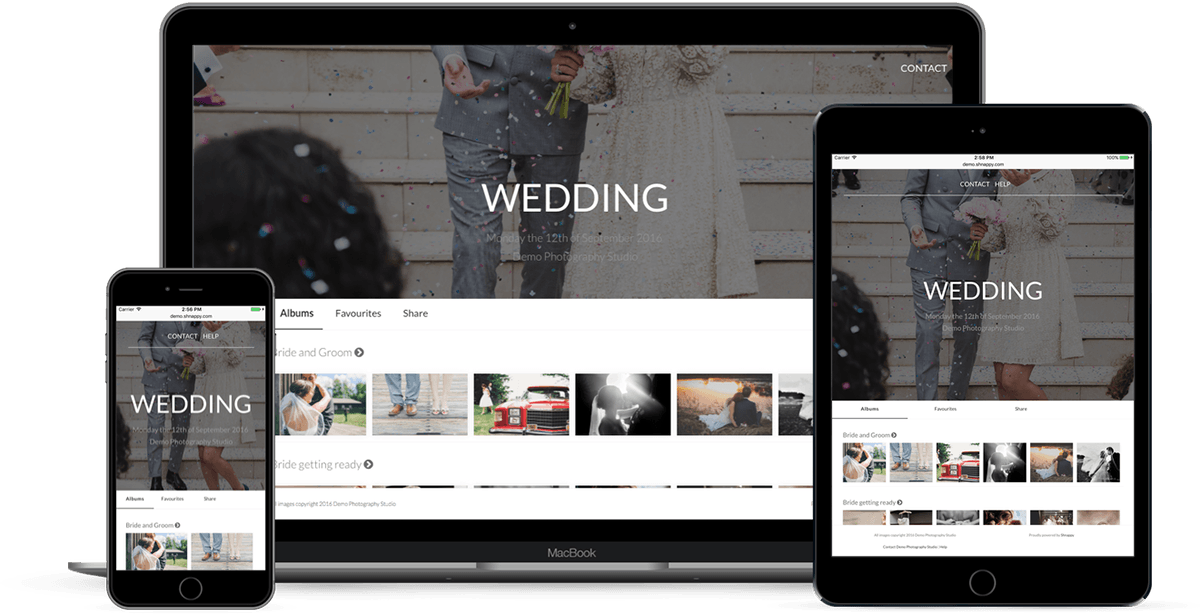 CONTACT
WEDDING
Monday the 12th of September 2016
Demo Photography Studio
Albums Favourites Share
Bride and Groom
ride getting ready
images copyright 2016 Demo Photography Studio
MacBook
Carrer 2:56 PM
demo.shnappy.com
CONTACT HELP
WEDDING
Monday the 12th of September 2016
Demo Photography Studio
Albums Favourites Share
Bride and Groom
Carrier 2:58 PM 100%
demo.shnappy.com
CONTACT HELP
WEDDING
Monday the 12th of September 2016
Demo Photography Studio
Albums Favourites Share
Bride and Groom
Bride getting ready
All images copyright 2016 Demo Photography Studio Proudly powered by Shnappy
Contact Demo Photography Studio | Help